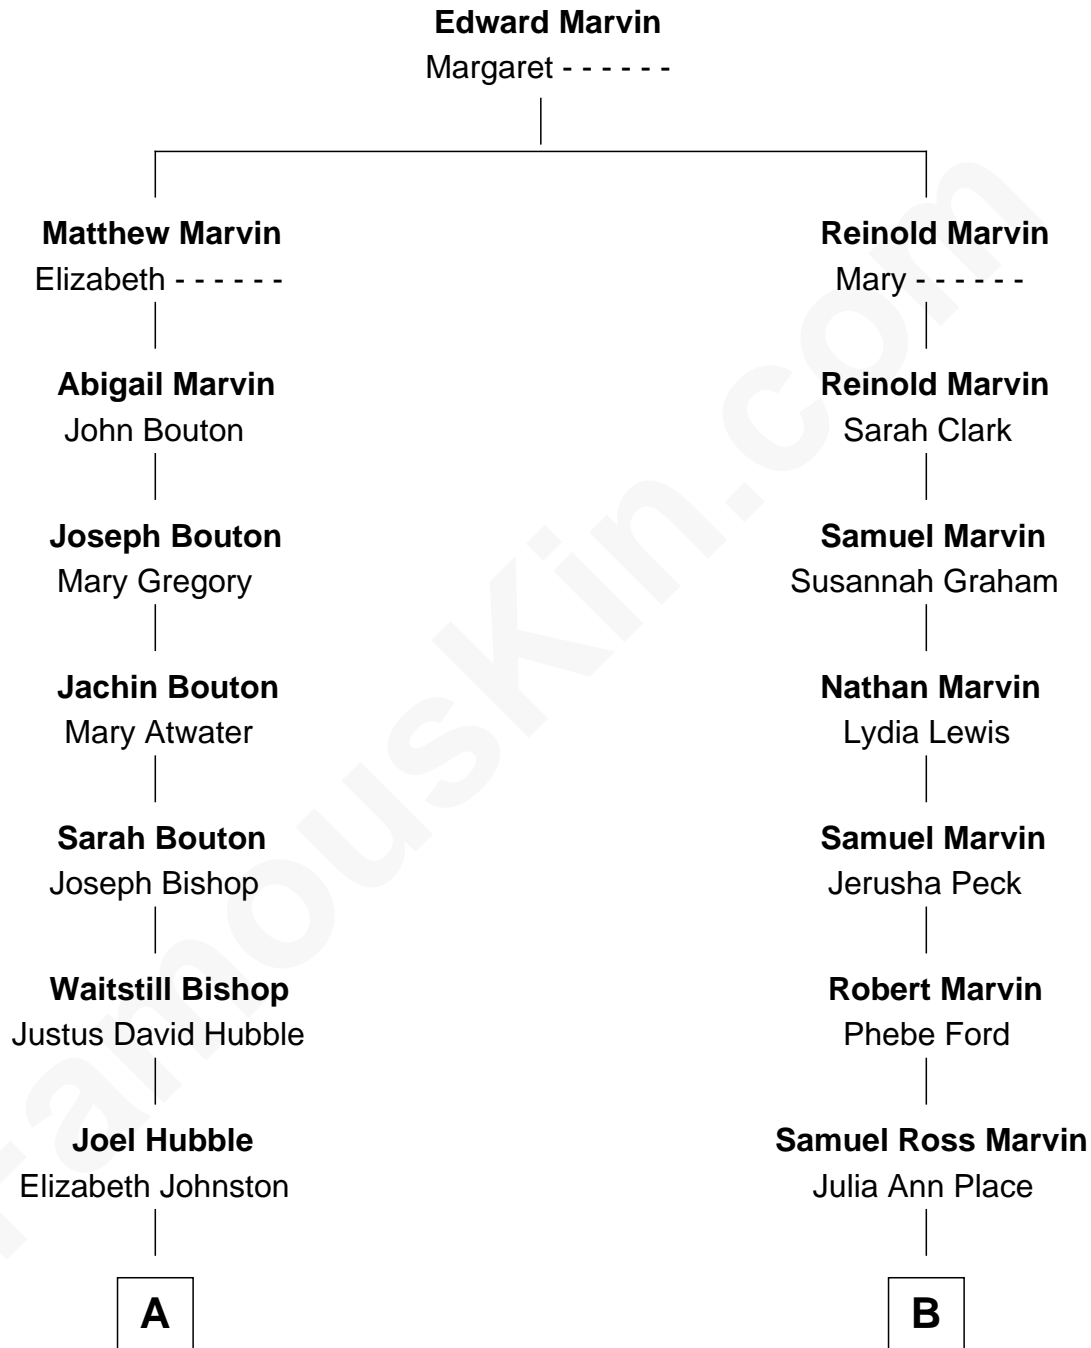 Edward Marvin
Margaret - - - - - -
Matthew Marvin
Elizabeth - - - - - -
Reinold Marvin
Mary - - - - - -
Abigail Marvin
John Bouton
Reinold Marvin
Sarah Clark
Joseph Bouton
Mary Gregory
Samuel Marvin
Susannah Graham
Jachin Bouton
Mary Atwater
Nathan Marvin
Lydia Lewis
Sarah Bouton
Joseph Bishop
Samuel Marvin
Jerusha Peck
Waitstill Bishop
Justus David Hubble
Robert Marvin
Phebe Ford
Joel Hubble
Elizabeth Johnston
Samuel Ross Marvin
Julia Ann Place
A
B
FamousKin.com